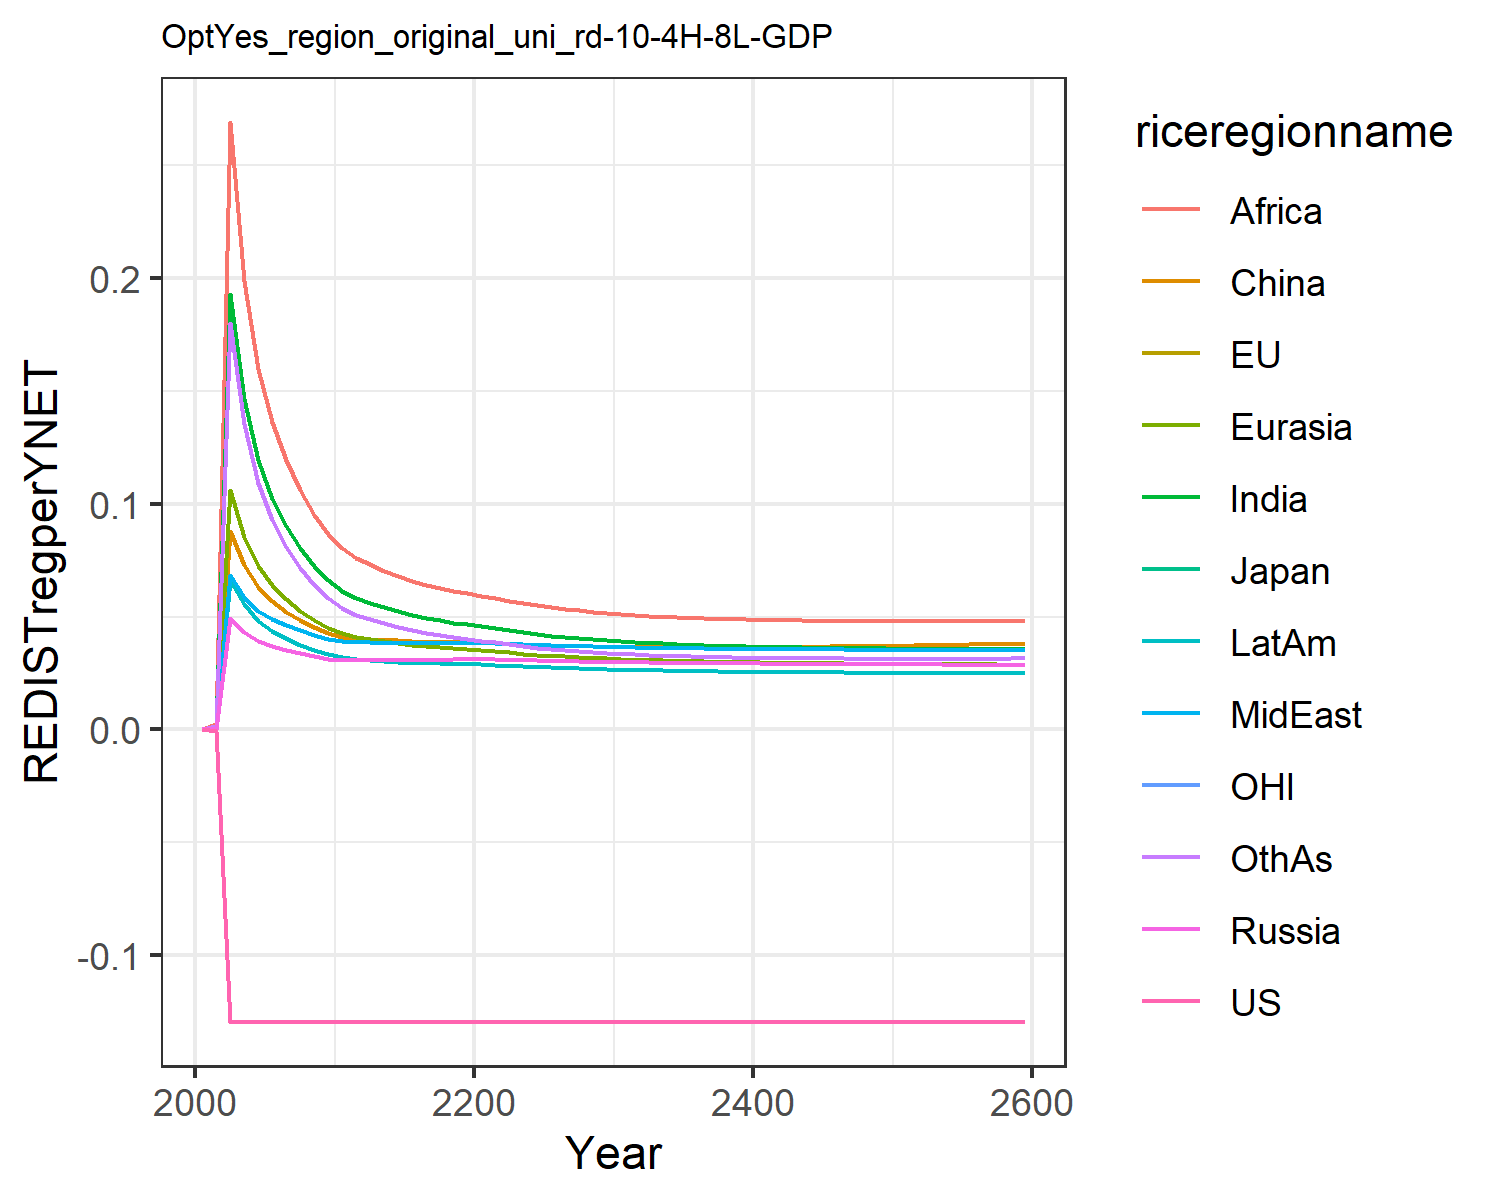 OptYes_region_original_uni_rd-10-4H-8L-GDP
REDISTregperYNET
0.2
0.1
0.0
-0.1
2000
2200
2400
2600
Year
riceregionname
Africa
China
EU
Eurasia
India
Japan
LatAm
MidEast
OHI
OthAs
Russia
US